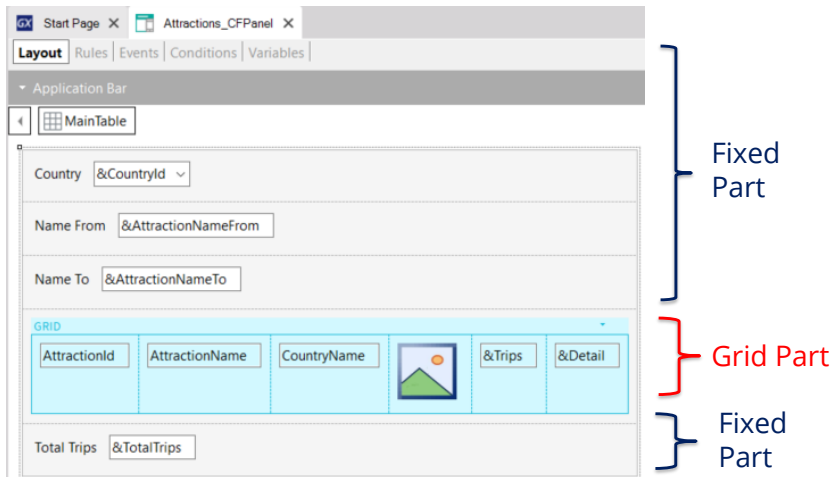 GX Start Page X Attractions_CFPanel X
Layout Rules Events Conditions Variables
Application Bar
MainTable
Country &CountryId
Name From &AttractionNameFrom
Name To &AttractionNameTo
Fixed
Part
GRID
AttractionId AttractionName CountryName &Trips &Detail
Grid Part
Total Trips &TotalTrips
Fixed
Part